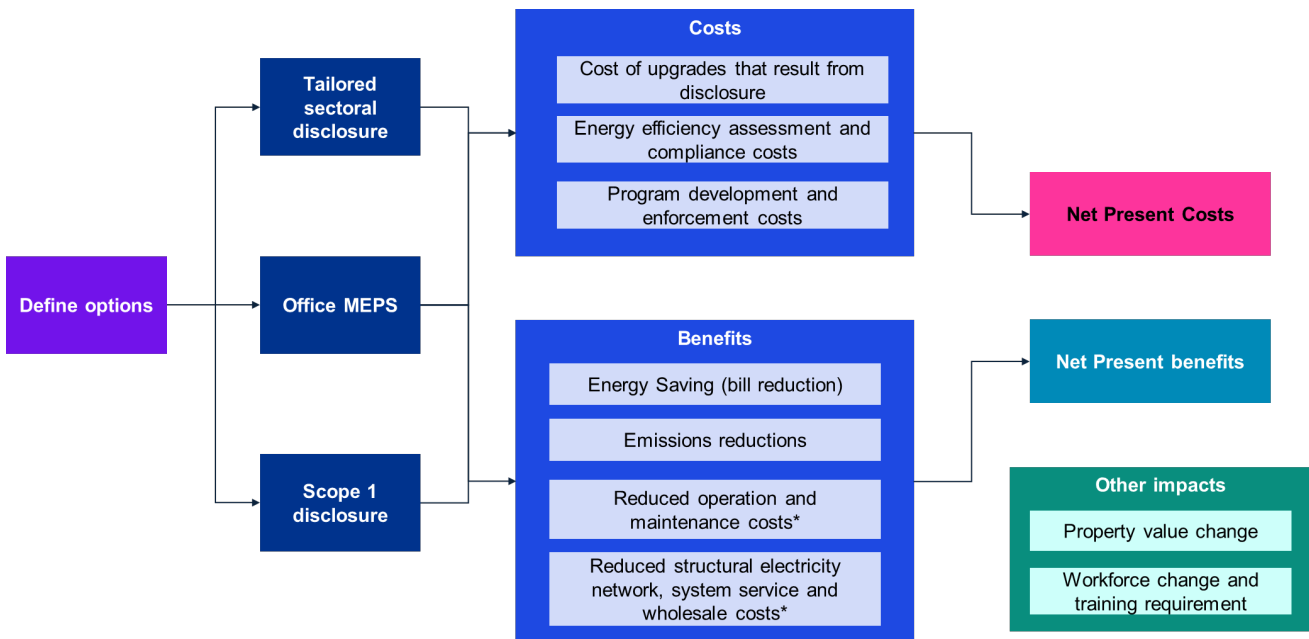 Define options
Tailored
sectoral
disclosure
Office MEPS
Scope 1
disclosure
Costs
Cost of upgrades that result from
disclosure
Energy efficiency assessment and
compliance costs
Program development and
enforcement costs
Benefits
Energy Saving (bill reduction)
Emissions reductions
Reduced operation and
maintenance costs*
Reduced structural electricity
network, system service and
wholesale costs*
Net Present Costs
Net Present benefits
Other impacts
Property value change
Workforce change and
training requirement